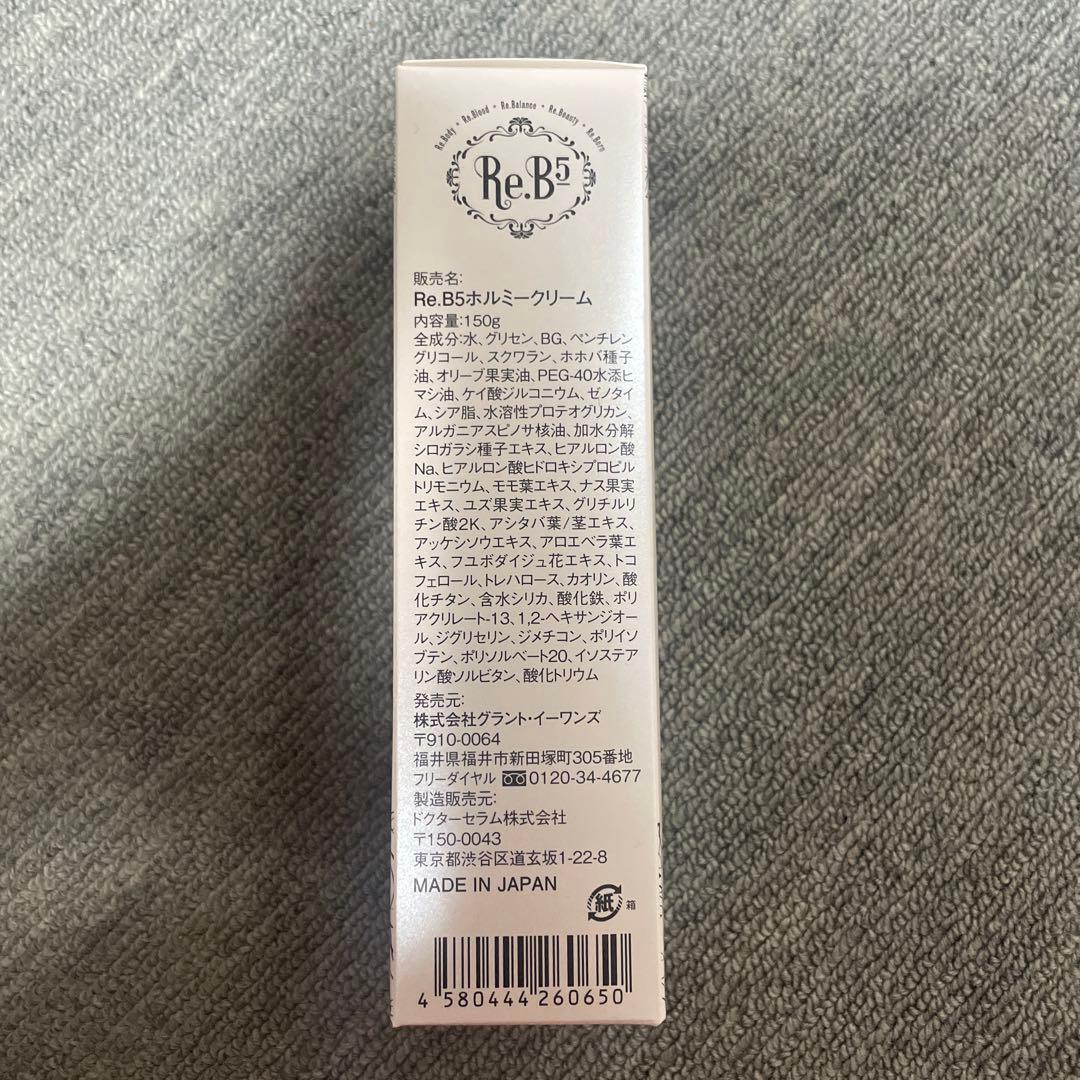 Re.Body * Re.Blood * Re.Balance * Re.Beauty * Re.Born
Re.B5
販売名:
Re.B5ホルミークリーム
内容量:150g
全成分:水、グリセン、BG、ペンチレン
グリコール、スクワラン、ホホバ種子
油、オリーブ果実油、PEG-40水添ヒ
マシ油、ケイ酸ジルコニウム、ゼノタイ
ム、シア脂、水溶性プロテオグリカン、
アルガニアスピノサ核油、加水分解
シロガラシ種子エキス、ヒアルロン酸
Na、ヒアルロン酸ヒドロキシプロピル
トリモニウム、モモ葉エキス、ナス果実
エキス、ユズ果実エキス、グリチルリ
チン酸2K、アシタバ葉/茎エキス、
アッケシソウエキス、アロエベラ葉エ
キス、フユボダイジュ花エキス、トコ
フェロール、トレハロース、カオリン、酸
化チタン、含水シリカ、酸化鉄、ポリ
アクリレート-13、1,2-ヘキサンジオー
ル、ジグリセリン、ジメチコン、ポリイソ
ブテン、ポリソルベート20、イソステア
リン酸ソルビタン、酸化トリウム
発売元:
株式会社グラント・イーワンズ
〒910-0064
福井県福井市新田塚町305番地
フリーダイヤル 0120-34-4677
製造販売元:
ドクターセラム株式会社
〒150-0043
東京都渋谷区道玄坂1-22-8
MADE IN JAPAN
紙 箱
4 580444 260650